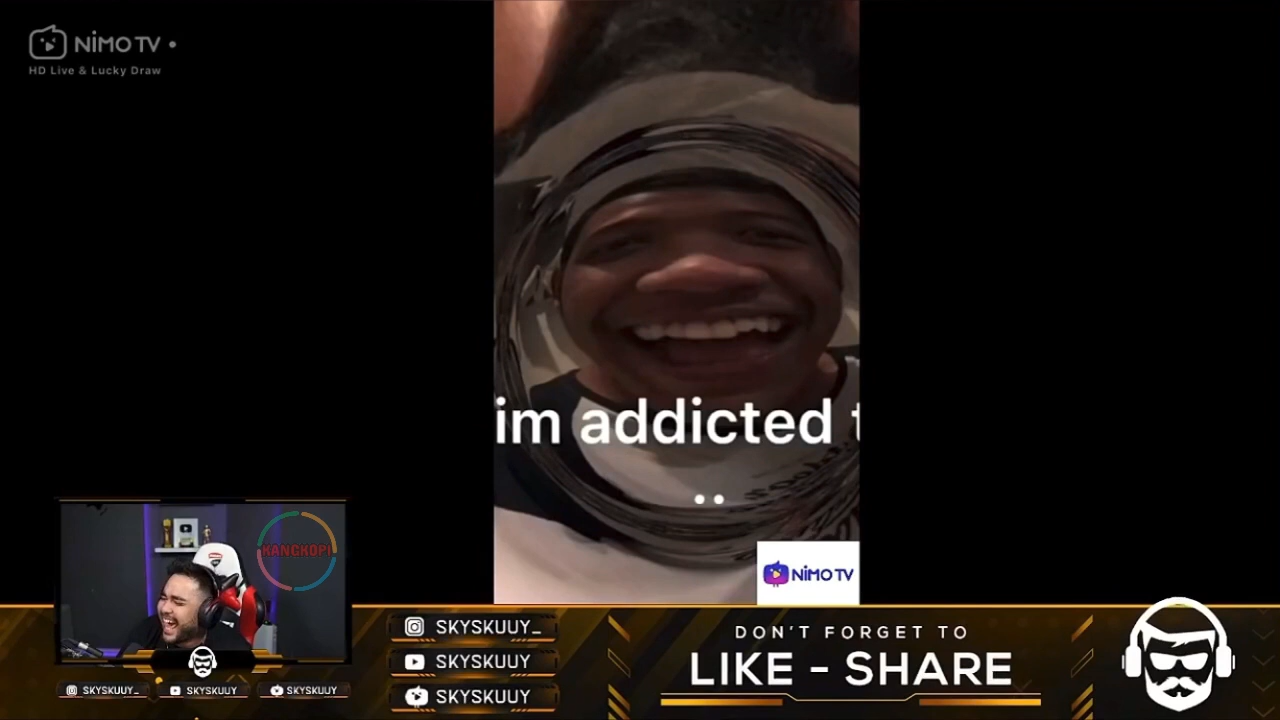 NIMO TV
HD Live & Lucky Draw
im addicted
..
NIMO TV
KANGKOPI
SKYSKUUY_
SKYSKUUY
SKYSKUUY
SKYSKUUY_
SKYSKUUY
SKYSKUUY
DON'T FORGET TO
LIKE - SHARE